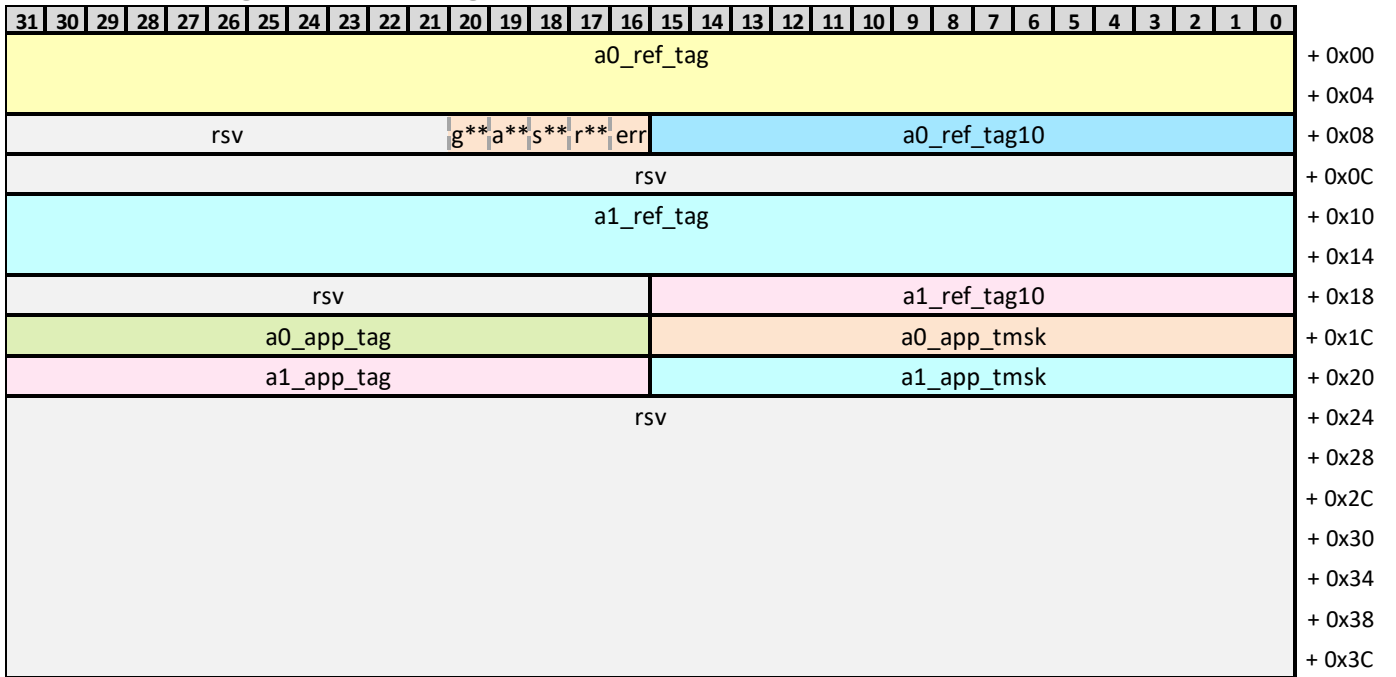 31 30 29 28 27 26 25 24 23 22 21 20 19 18 17 16 15 14 13 12 11 10 9 8 7 6 5 4 3 2 1 0
a0_ref_tag + 0x00
+ 0x04
rsv g** a** s** r** err a0_ref_tag10 + 0x08
rsv + 0x0C
a1_ref_tag + 0x10
+ 0x14
rsv a1_ref_tag10 + 0x18
a0_app_tag a0_app_tmsk + 0x1C
a1_app_tag a1_app_tmsk + 0x20
rsv + 0x24
+ 0x28
+ 0x2C
+ 0x30
+ 0x34
+ 0x38
+ 0x3C